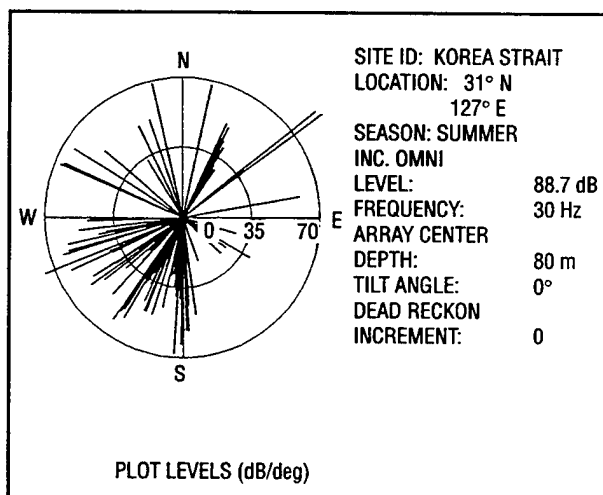 N
W
0 35 70
E
S
PLOT LEVELS (dB/deg)
SITE ID: KOREA STRAIT
LOCATION: 31° N
127° E
SEASON: SUMMER
INC. OMNI
LEVEL: 88.7 dB
FREQUENCY: 30 Hz
ARRAY CENTER
DEPTH: 80 m
TILT ANGLE: 0°
DEAD RECKON
INCREMENT: 0